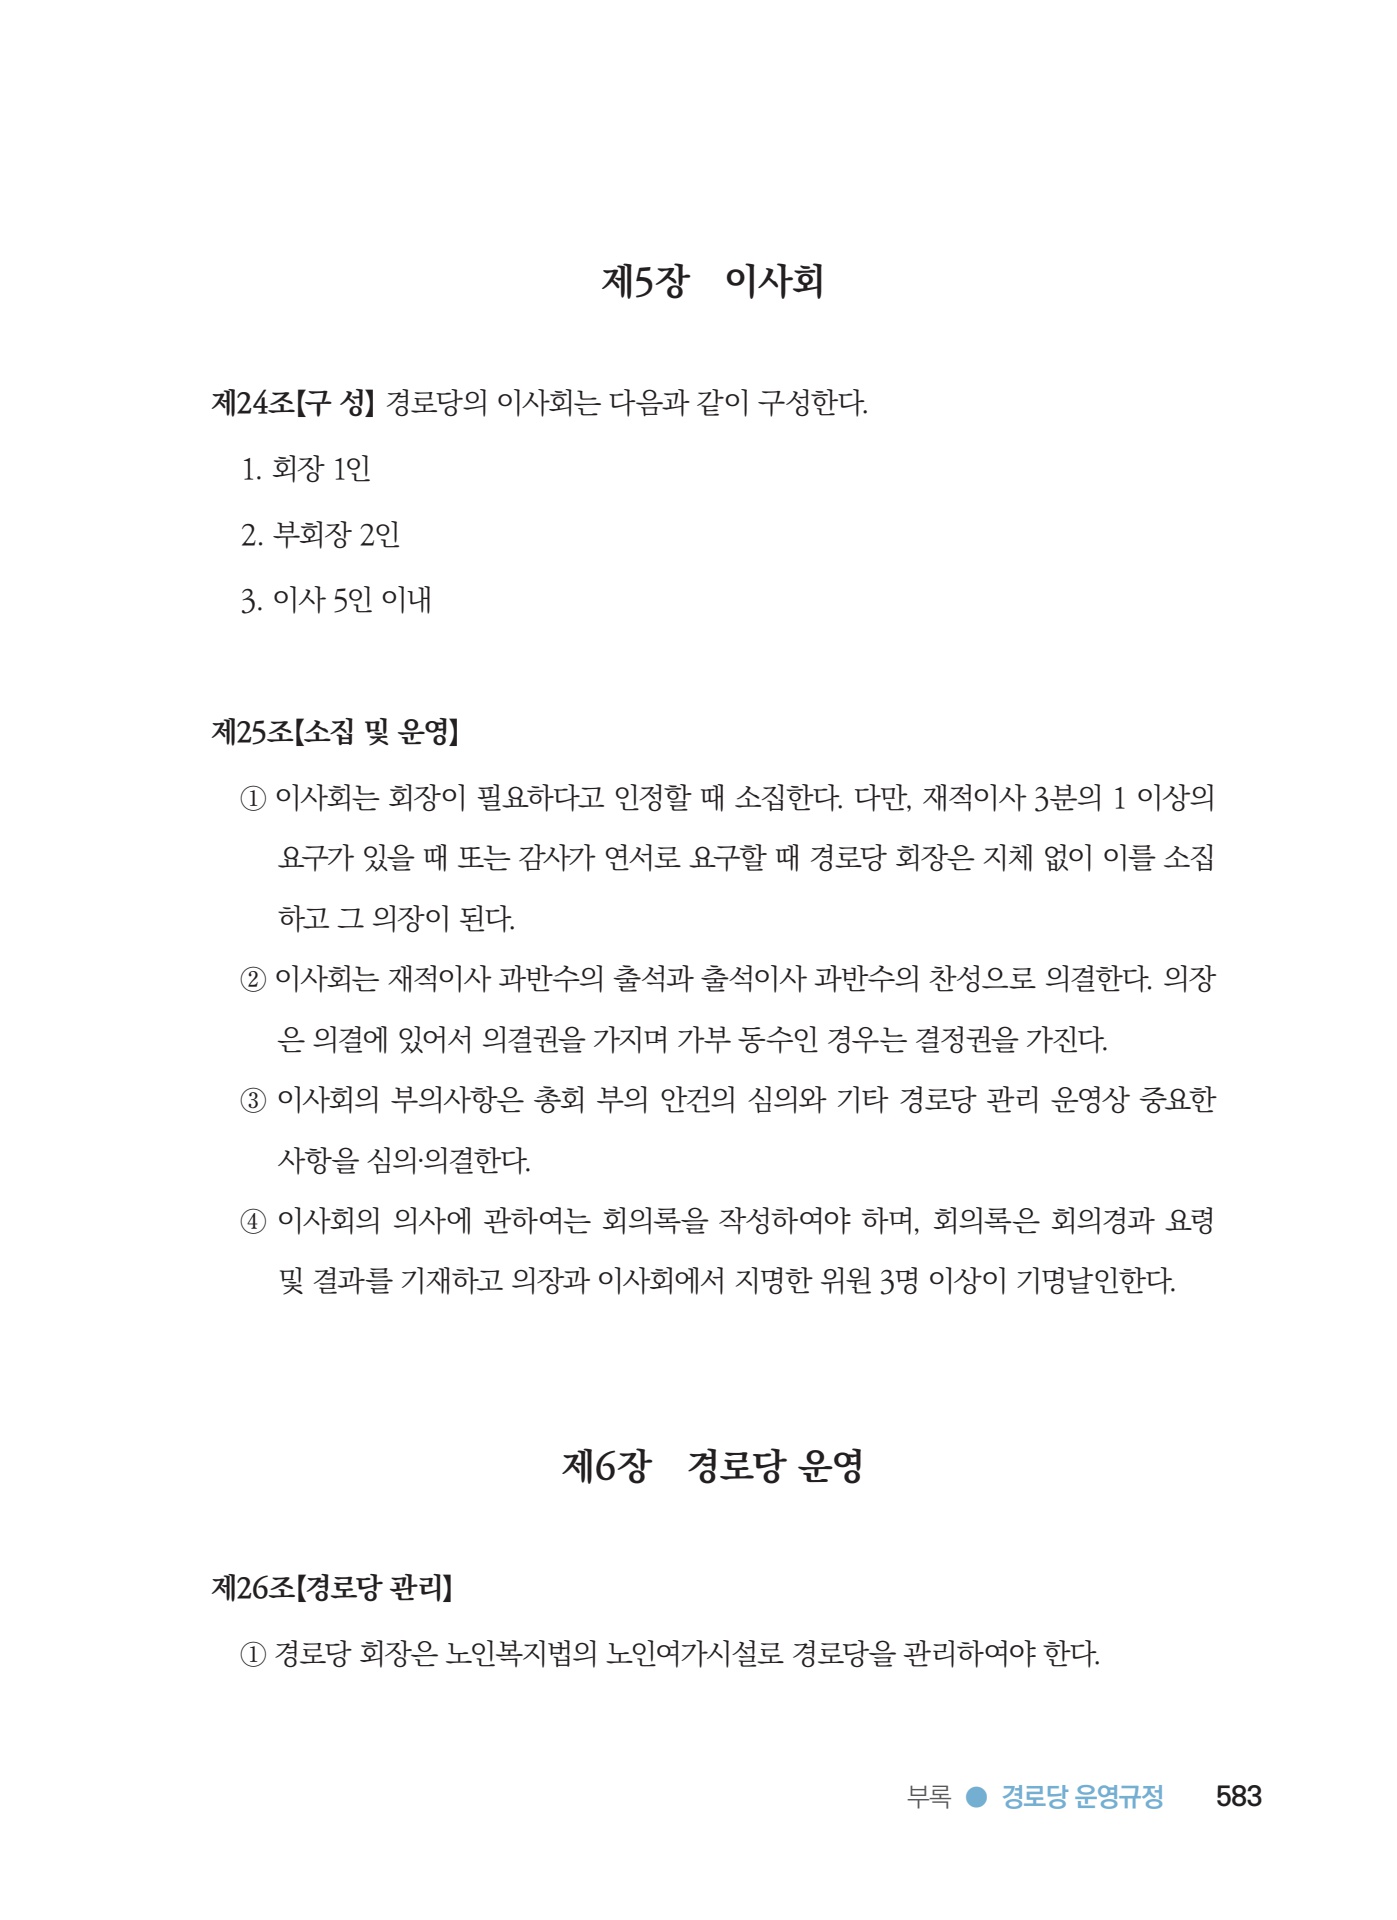 제5장 이사회
제24조【구 성】 경로당의 이사회는 다음과 같이 구성한다.
1. 회장 1인
2. 부회장 2인
3. 이사 5인 이내
제25조【소집 및 운영】
① 이사회는 회장이 필요하다고 인정할 때 소집한다. 다만, 재적이사 3분의 1 이상의
요구가 있을 때 또는 감사가 연서로 요구할 때 경로당 회장은 지체 없이 이를 소집
하고 그 의장이 된다.
② 이사회는 재적이사 과반수의 출석과 출석이사 과반수의 찬성으로 의결한다. 의장
은 의결에 있어서 의결권을 가지며 가부 동수인 경우는 결정권을 가진다.
③ 이사회의 부의사항은 총회 부의 안건의 심의와 기타 경로당 관리 운영상 중요한
사항을 심의·의결한다.
④ 이사회의 의사에 관하여는 회의록을 작성하여야 하며, 회의록은 회의경과 요령
및 결과를 기재하고 의장과 이사회에서 지명한 위원 3명 이상이 기명날인한다.
제6장 경로당 운영
제26조【경로당 관리】
① 경로당 회장은 노인복지법의 노인여가시설로 경로당을 관리하여야 한다.
부록 ● 경로당 운영규정 583